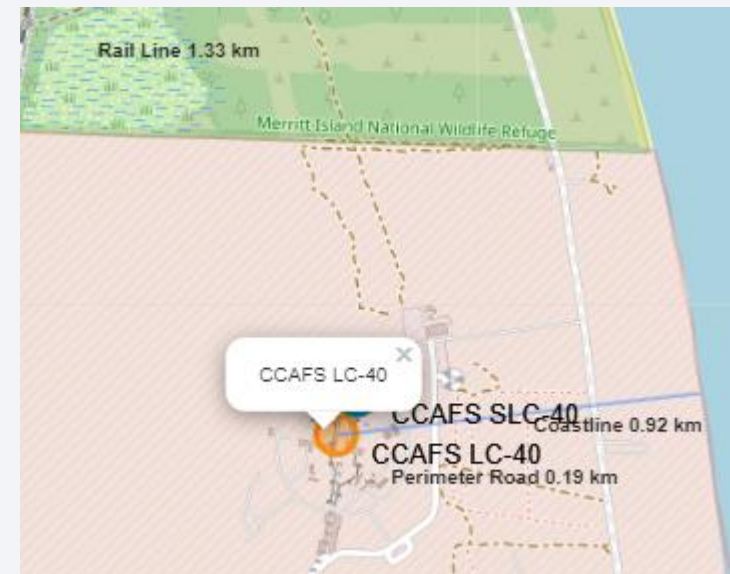 Rail Line 1.33 km
Merritt Island National Wildlife Refuge
CCAFS LC-40
×
CCAFS SLC-40
Coastline 0.92 km
CCAFS LC-40
Perimeter Road 0.19 km